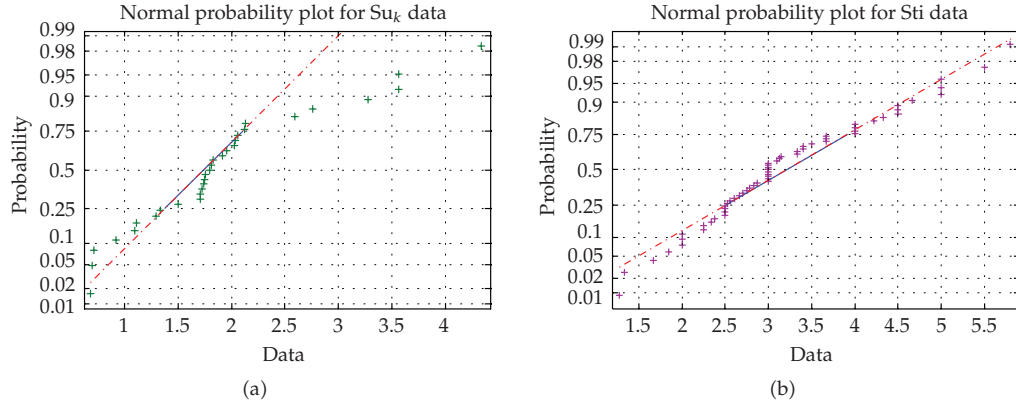 Normal probability plot for Su_k data
0.99
0.98
0.95
0.9
0.75
0.5
0.25
0.1
0.05
0.02
0.01
Probability
1 1.5 2 2.5 3 3.5 4
Data
(a)
Normal probability plot for Sti data
0.99
0.98
0.95
0.9
0.75
0.5
0.25
0.1
0.05
0.02
0.01
Probability
1.5 2 2.5 3 3.5 4 4.5 5 5.5
Data
(b)